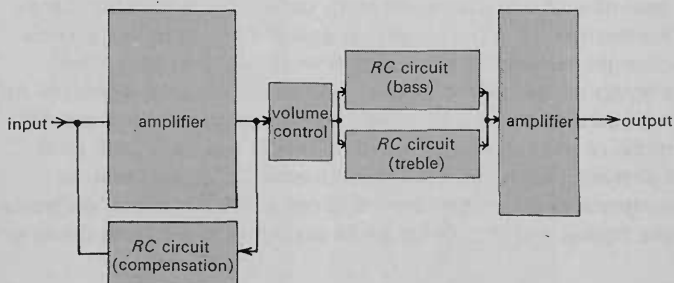 input
amplifier
volume
control
RC circuit
(bass)
RC circuit
(treble)
amplifier
output
RC circuit
(compensation)